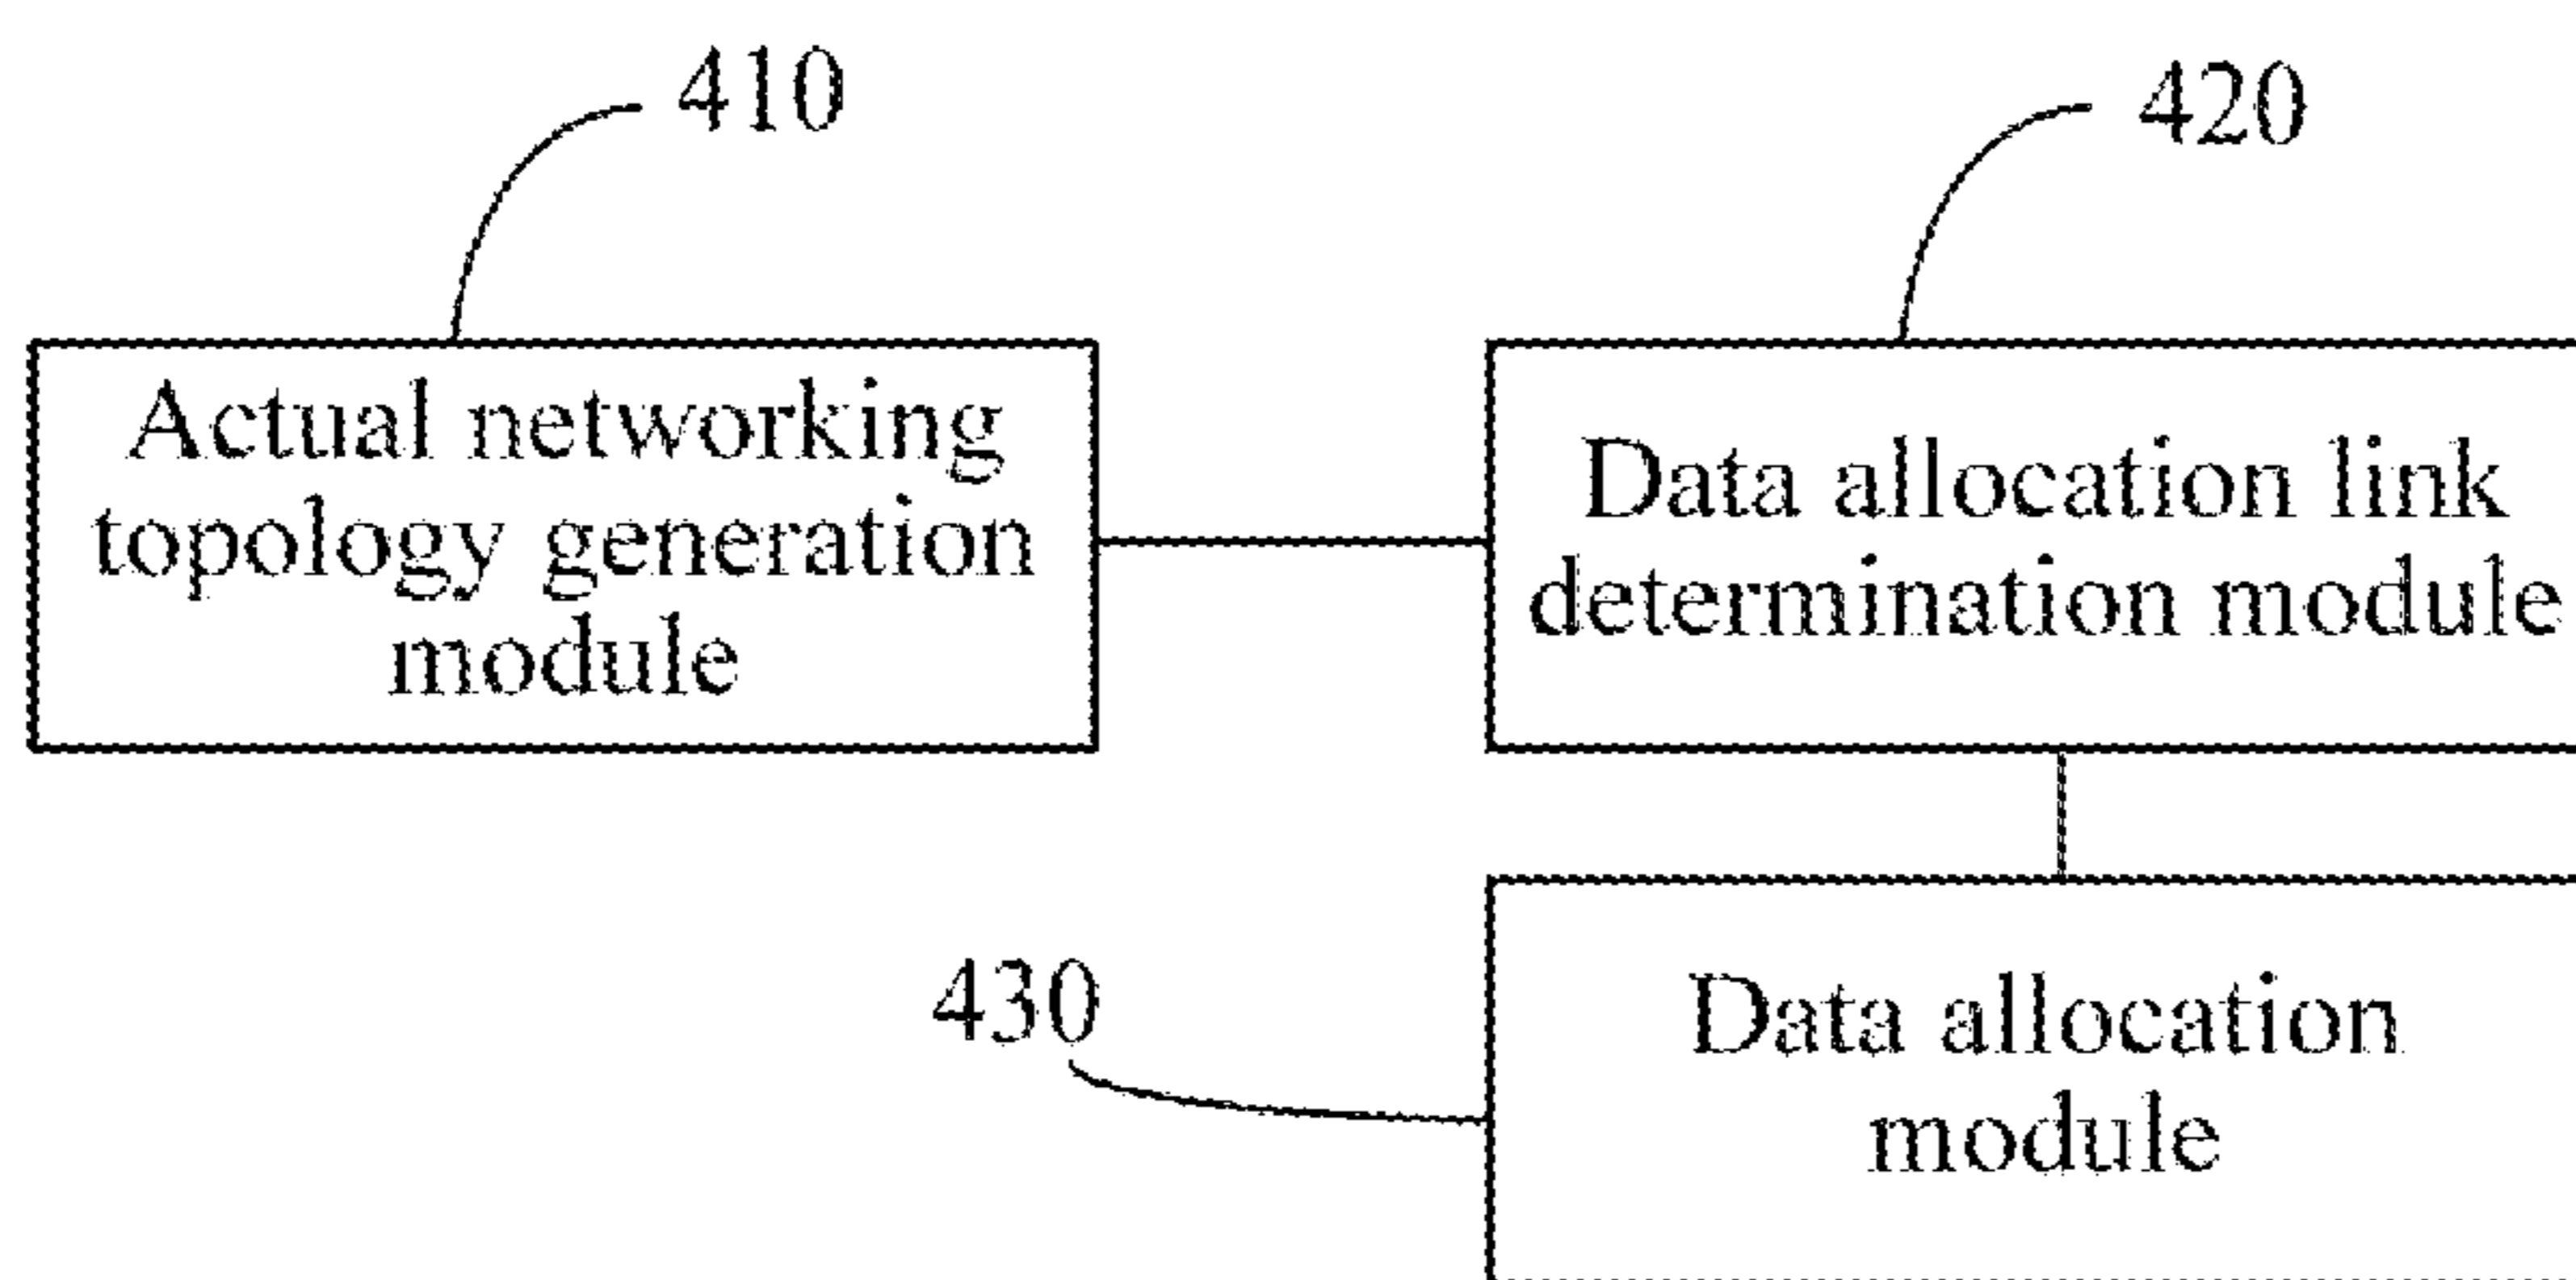 410
420
Actual networking
topology generation
module
Data allocation link
determination module
430
Data allocation
module